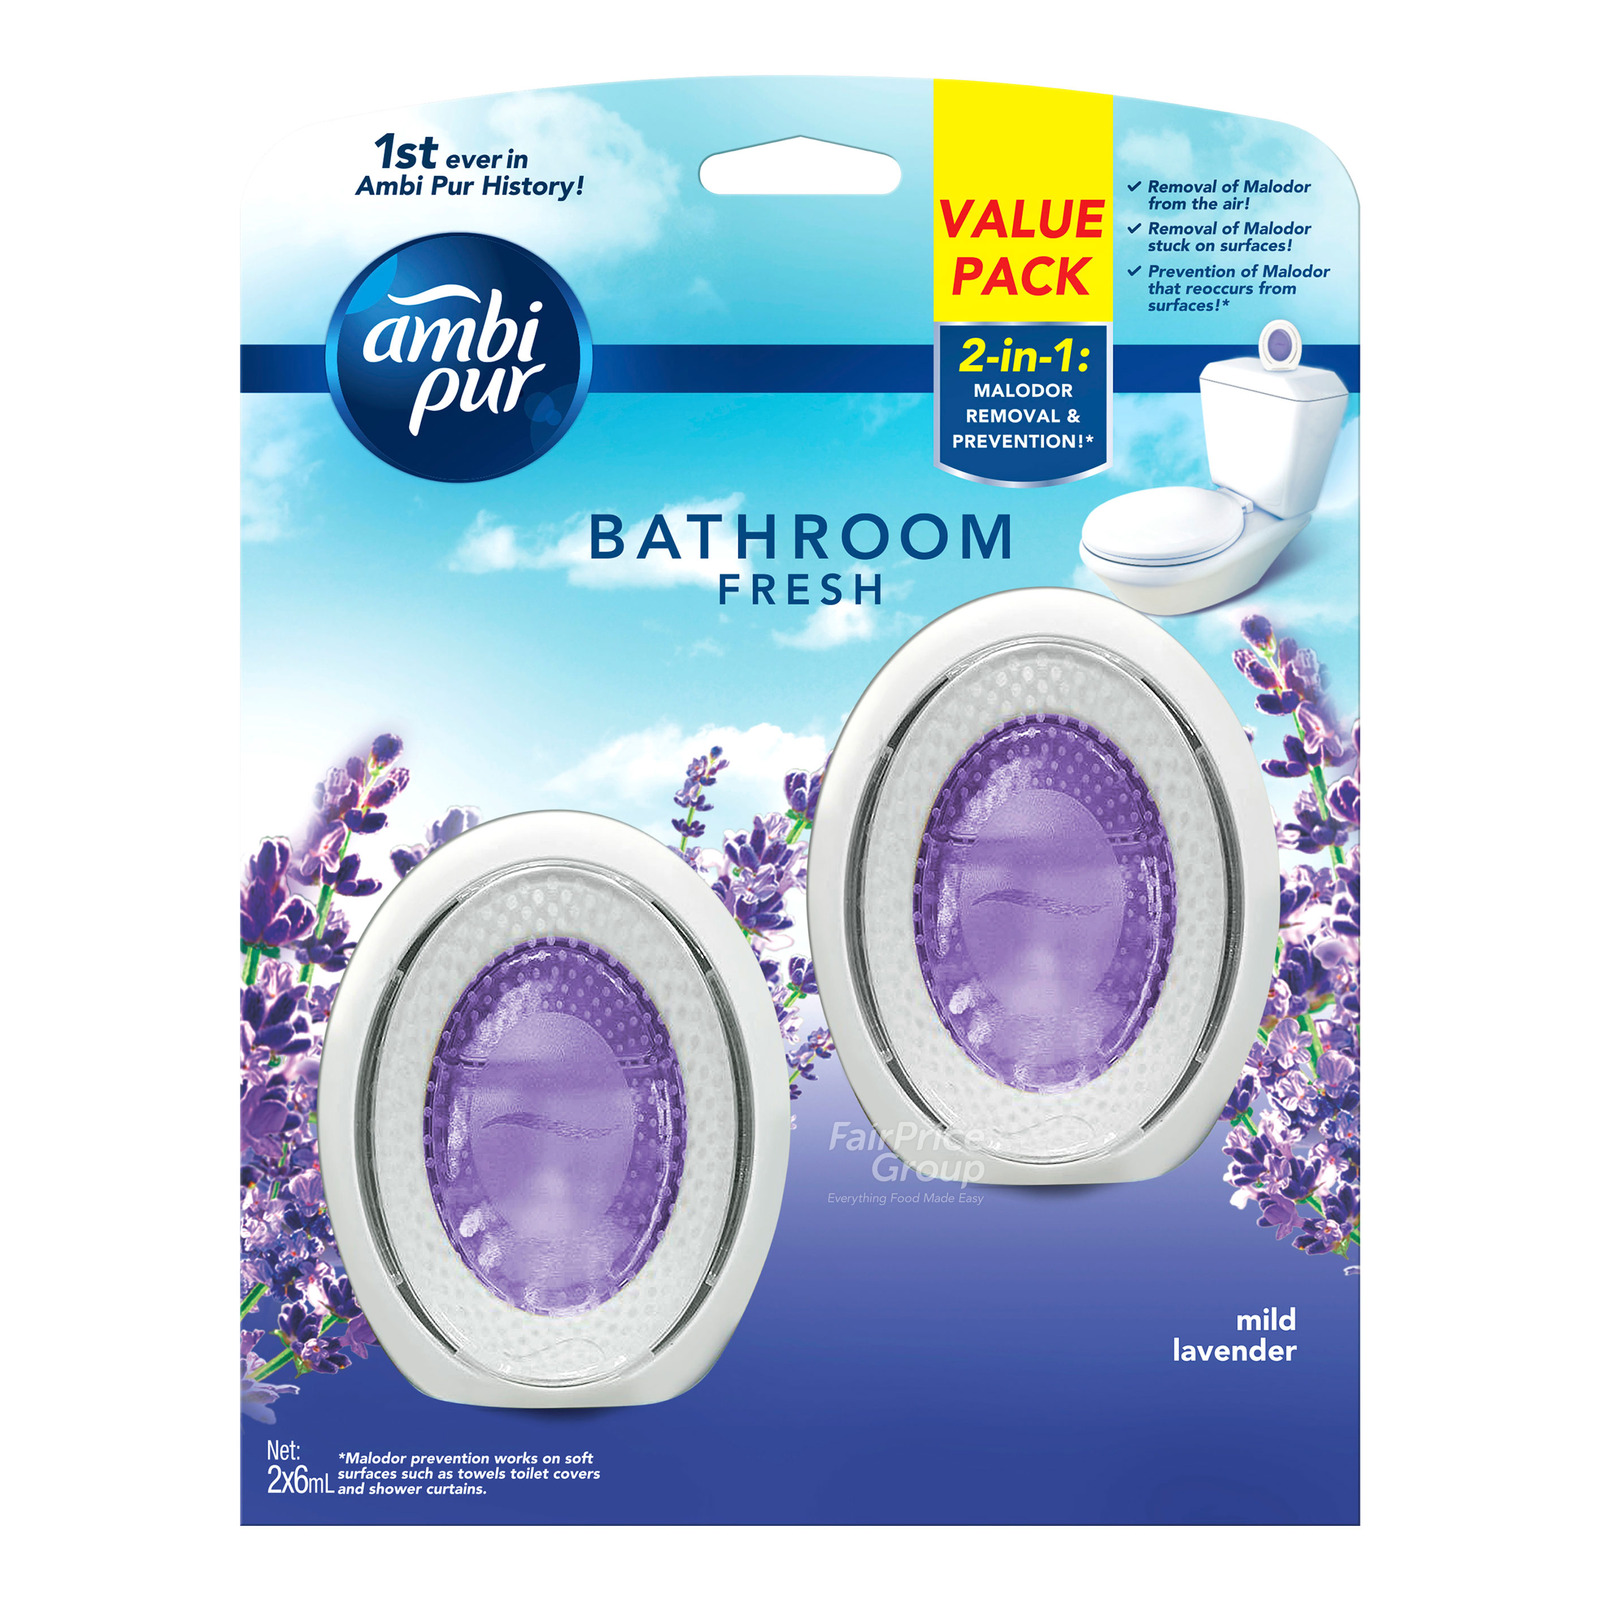 1st ever in
Ambi Pur History!
ambi
pur
VALUE
PACK
2-in-1:
MALODOR
REMOVAL &
PREVENTION!*
✓ Removal of Malodor
from the air!
✓ Removal of Malodor
stuck on surfaces!
✓ Prevention of Malodor
that reoccurs from
surfaces!*
BATHROOM
FRESH
FairPrice
Group
Everything Food Made Easy
mild
lavender
Net:
2x6mL
*Malodor prevention works on soft
surfaces such as towels toilet covers
and shower curtains.